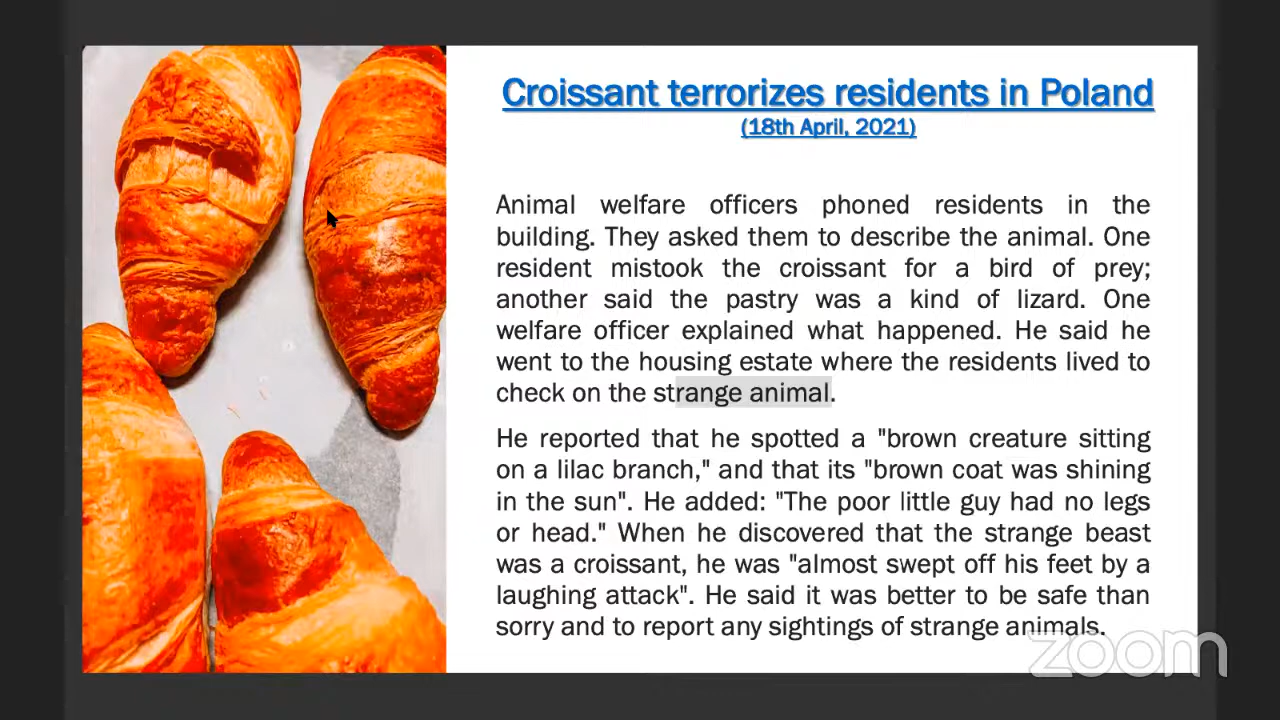 Croissant terrorizes residents in Poland
(18th April, 2021)
Animal welfare officers phoned residents in the
building. They asked them to describe the animal. One
resident mistook the croissant for a bird of prey;
another said the pastry was a kind of lizard. One
welfare officer explained what happened. He said he
went to the housing estate where the residents lived to
check on the strange animal.
He reported that he spotted a "brown creature sitting
on a lilac branch," and that its "brown coat was shining
in the sun". He added: "The poor little guy had no legs
or head." When he discovered that the strange beast
was a croissant, he was "almost swept off his feet by a
laughing attack". He said it was better to be safe than
sorry and to report any sightings of strange animals.
zoom